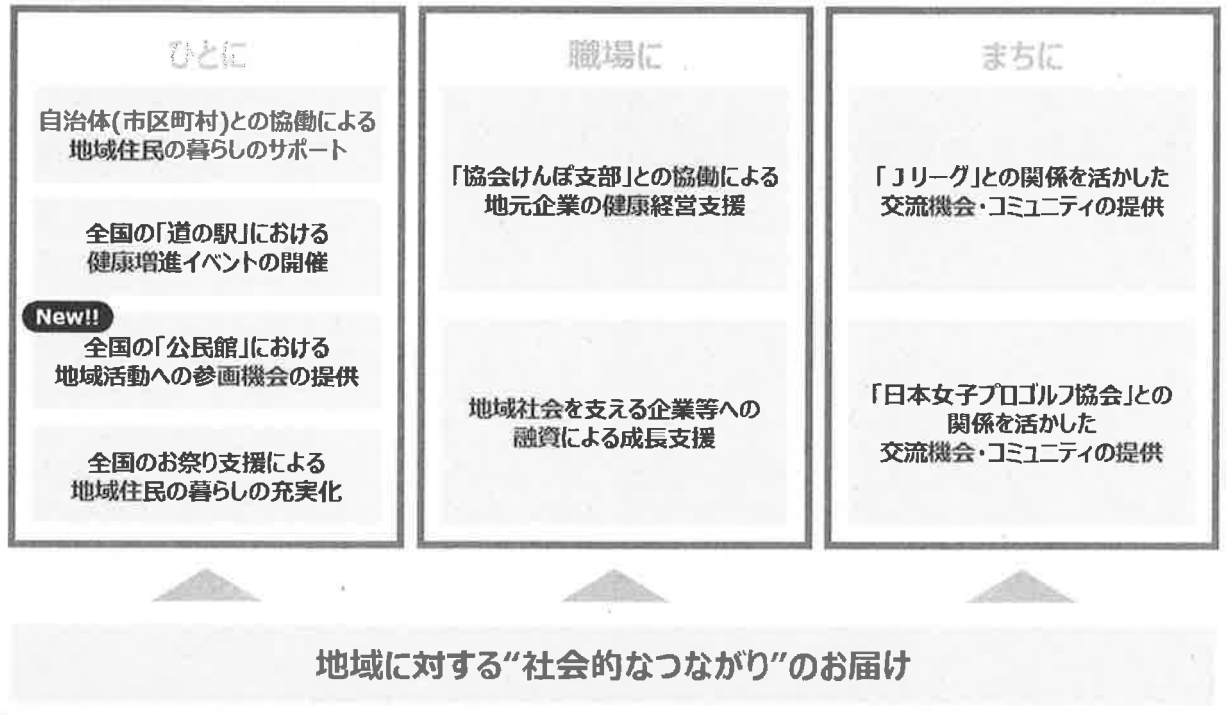 ひとに
自治体(市区町村)との協働による
地域住民の暮らしのサポート
全国の「道の駅」における
健康増進イベントの開催
New!!
全国の「公民館」における
地域活動への参画機会の提供
全国のお祭り支援による
地域住民の暮らしの充実化
職場に
「協会けんぽ支部」との協働による
地元企業の健康経営支援
地域社会を支える企業等への
融資による成長支援
まちに
「Jリーグ」との関係を活かした
交流機会・コミュニティの提供
「日本女子プロゴルフ協会」との
関係を活かした
交流機会・コミュニティの提供
地域に対する“社会的なつながり”のお届け